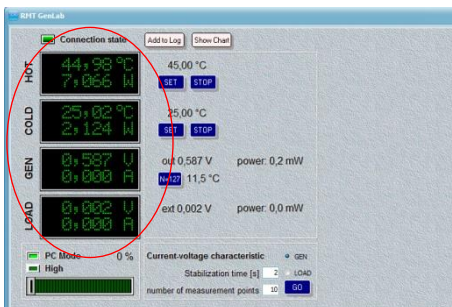 RMT GenLab
Connection state Add to Log Show Chart
HOT 44,98 °C 45,00 °C
7,066 W SET STOP
COLD 25,02 °C 25,00 °C
2,124 W SET STOP
GEN 0,587 V out 0,587 V power: 0,2 mW
0,000 A N=127 11,5 °C
LOAD 0,002 V ext 0,002 V power: 0,0 mW
0,000 A
PC Mode 0 % Current-voltage characteristic GEN
High Stabilization time [s] 2 LOAD
number of measurement points 10 GO